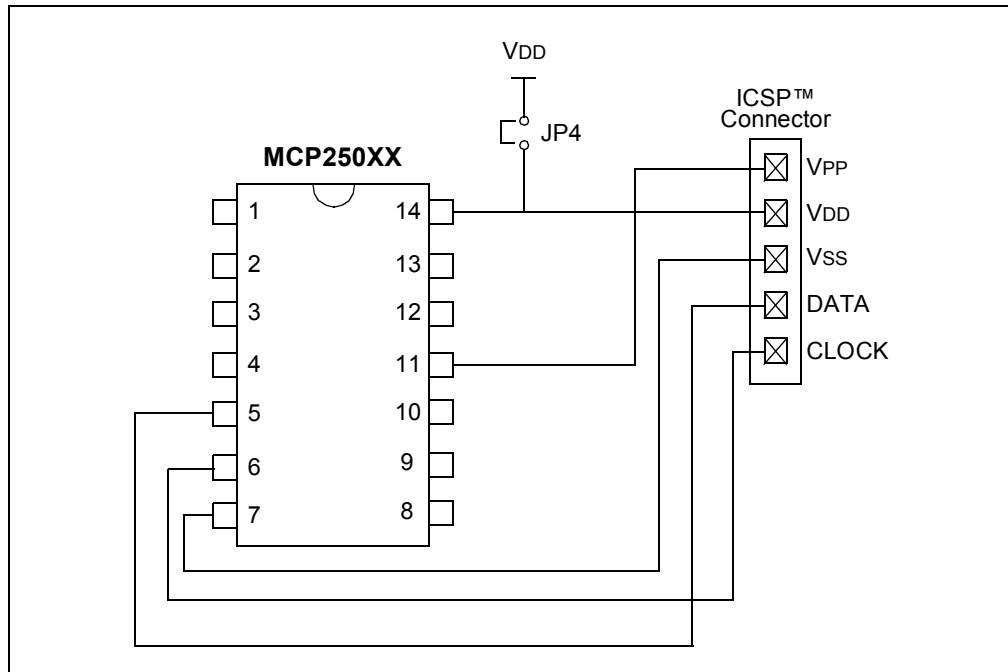 VDD
JP4
ICSP™
Connector
MCP250XX
VPP
VDD
VSS
DATA
CLOCK
1 14
2 13
3 12
4 11
5 10
6 9
7 8